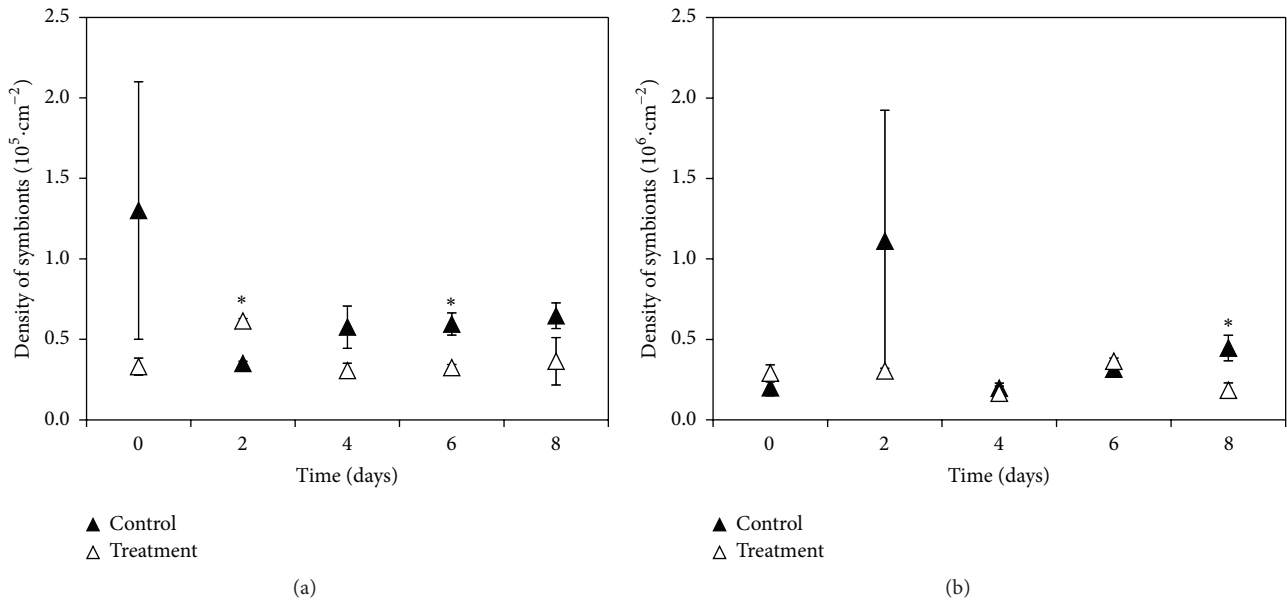 2.5
2.0
1.5
1.0
0.5
0.0
Density of symbionts (10⁵·cm⁻²)
*
*
0 2 4 6 8
Time (days)
▲ Control
△ Treatment
(a)
2.5
2.0
1.5
1.0
0.5
0.0
Density of symbionts (10⁶·cm⁻²)
*
0 2 4 6 8
Time (days)
▲ Control
△ Treatment
(b)